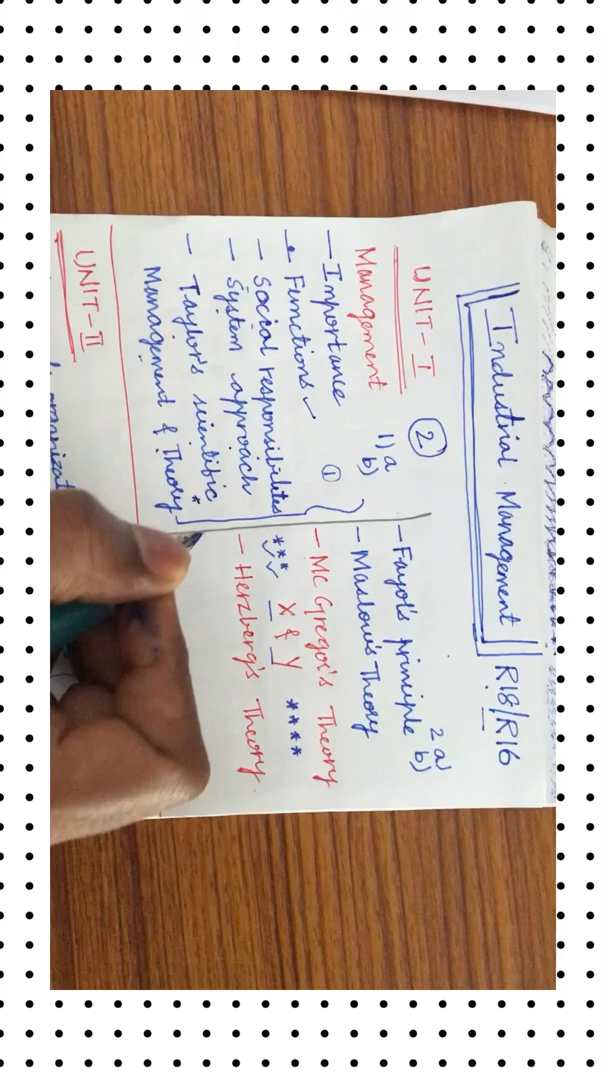 Industrial Management R18/R16
UNIT-I
②
2 a)
b)
Management
1) a
b)
- Importance
- Functions ✓
- Social responsibilities
- System approach
- Taylor's scientific *
Management & Theory
①
- Fayol's principle
- Maslow's Theory
- Mc Gregor's Theory
*** X & Y ****
- Herzberg's Theory.
UNIT-II